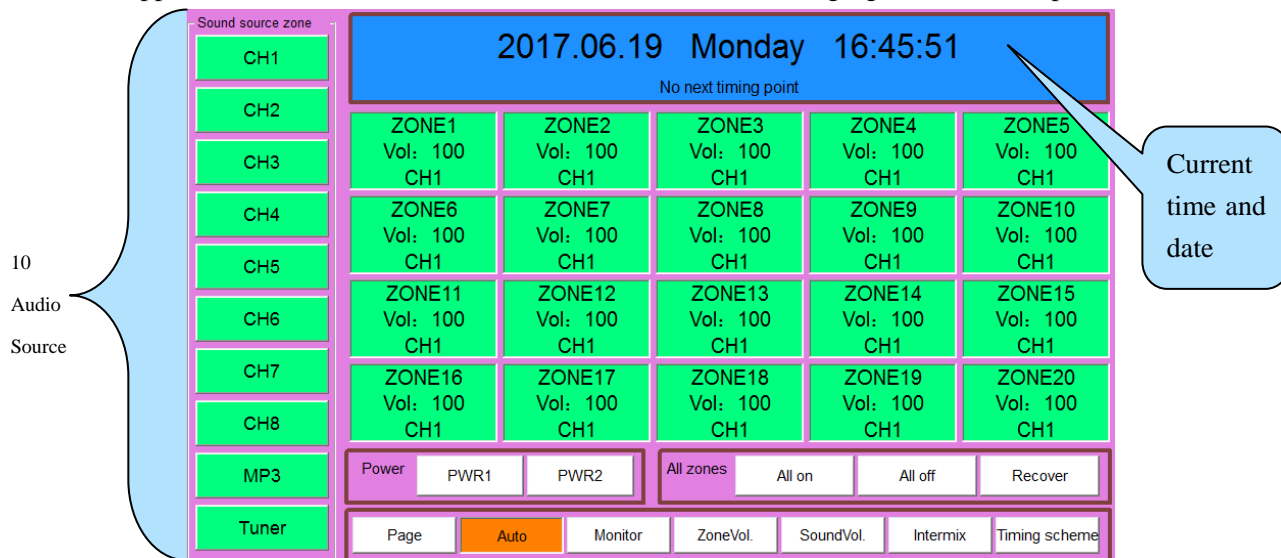 10
Audio
Source
Sound source zone
CH1
CH2
CH3
CH4
CH5
CH6
CH7
CH8
MP3
Tuner
2017.06.19 Monday 16:45:51
No next timing point
ZONE1 ZONE2 ZONE3 ZONE4 ZONE5
Vol: 100 Vol: 100 Vol: 100 Vol: 100 Vol: 100
CH1 CH1 CH1 CH1 CH1
ZONE6 ZONE7 ZONE8 ZONE9 ZONE10
Vol: 100 Vol: 100 Vol: 100 Vol: 100 Vol: 100
CH1 CH1 CH1 CH1 CH1
ZONE11 ZONE12 ZONE13 ZONE14 ZONE15
Vol: 100 Vol: 100 Vol: 100 Vol: 100 Vol: 100
CH1 CH1 CH1 CH1 CH1
ZONE16 ZONE17 ZONE18 ZONE19 ZONE20
Vol: 100 Vol: 100 Vol: 100 Vol: 100 Vol: 100
CH1 CH1 CH1 CH1 CH1
Power PWR1 PWR2 All zones All on All off Recover
Page Auto Monitor ZoneVol. SoundVol. Intermix Timing scheme
Current
time and
date